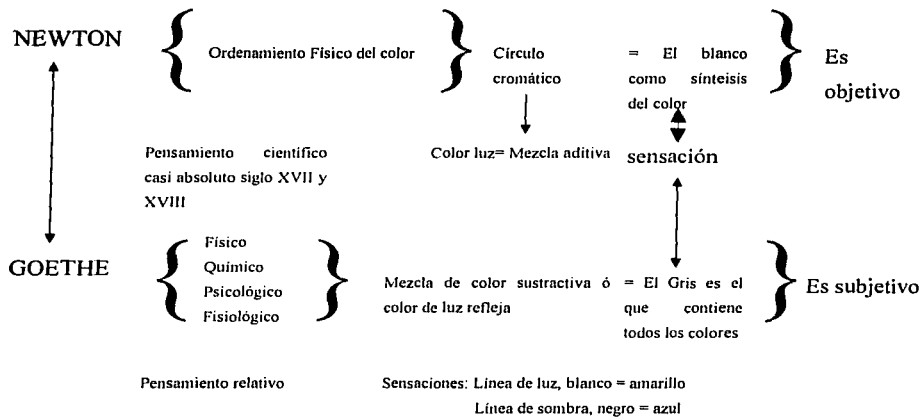 NEWTON
Ordenamiento Físico del color
Círculo
cromático
= El blanco
como sínteisis
del color
Es
objetivo
Pensamiento científico
casi absoluto siglo XVII y
XVIII
Color luz= Mezcla aditiva
sensación
GOETHE
Físico
Químico
Psicológico
Fisiológico
Mezcla de color sustractiva ó
color de luz refleja
= El Gris es el
que contiene
todos los colores
Es subjetivo
Pensamiento relativo
Sensaciones: Línea de luz, blanco = amarillo
Línea de sombra, negro = azul